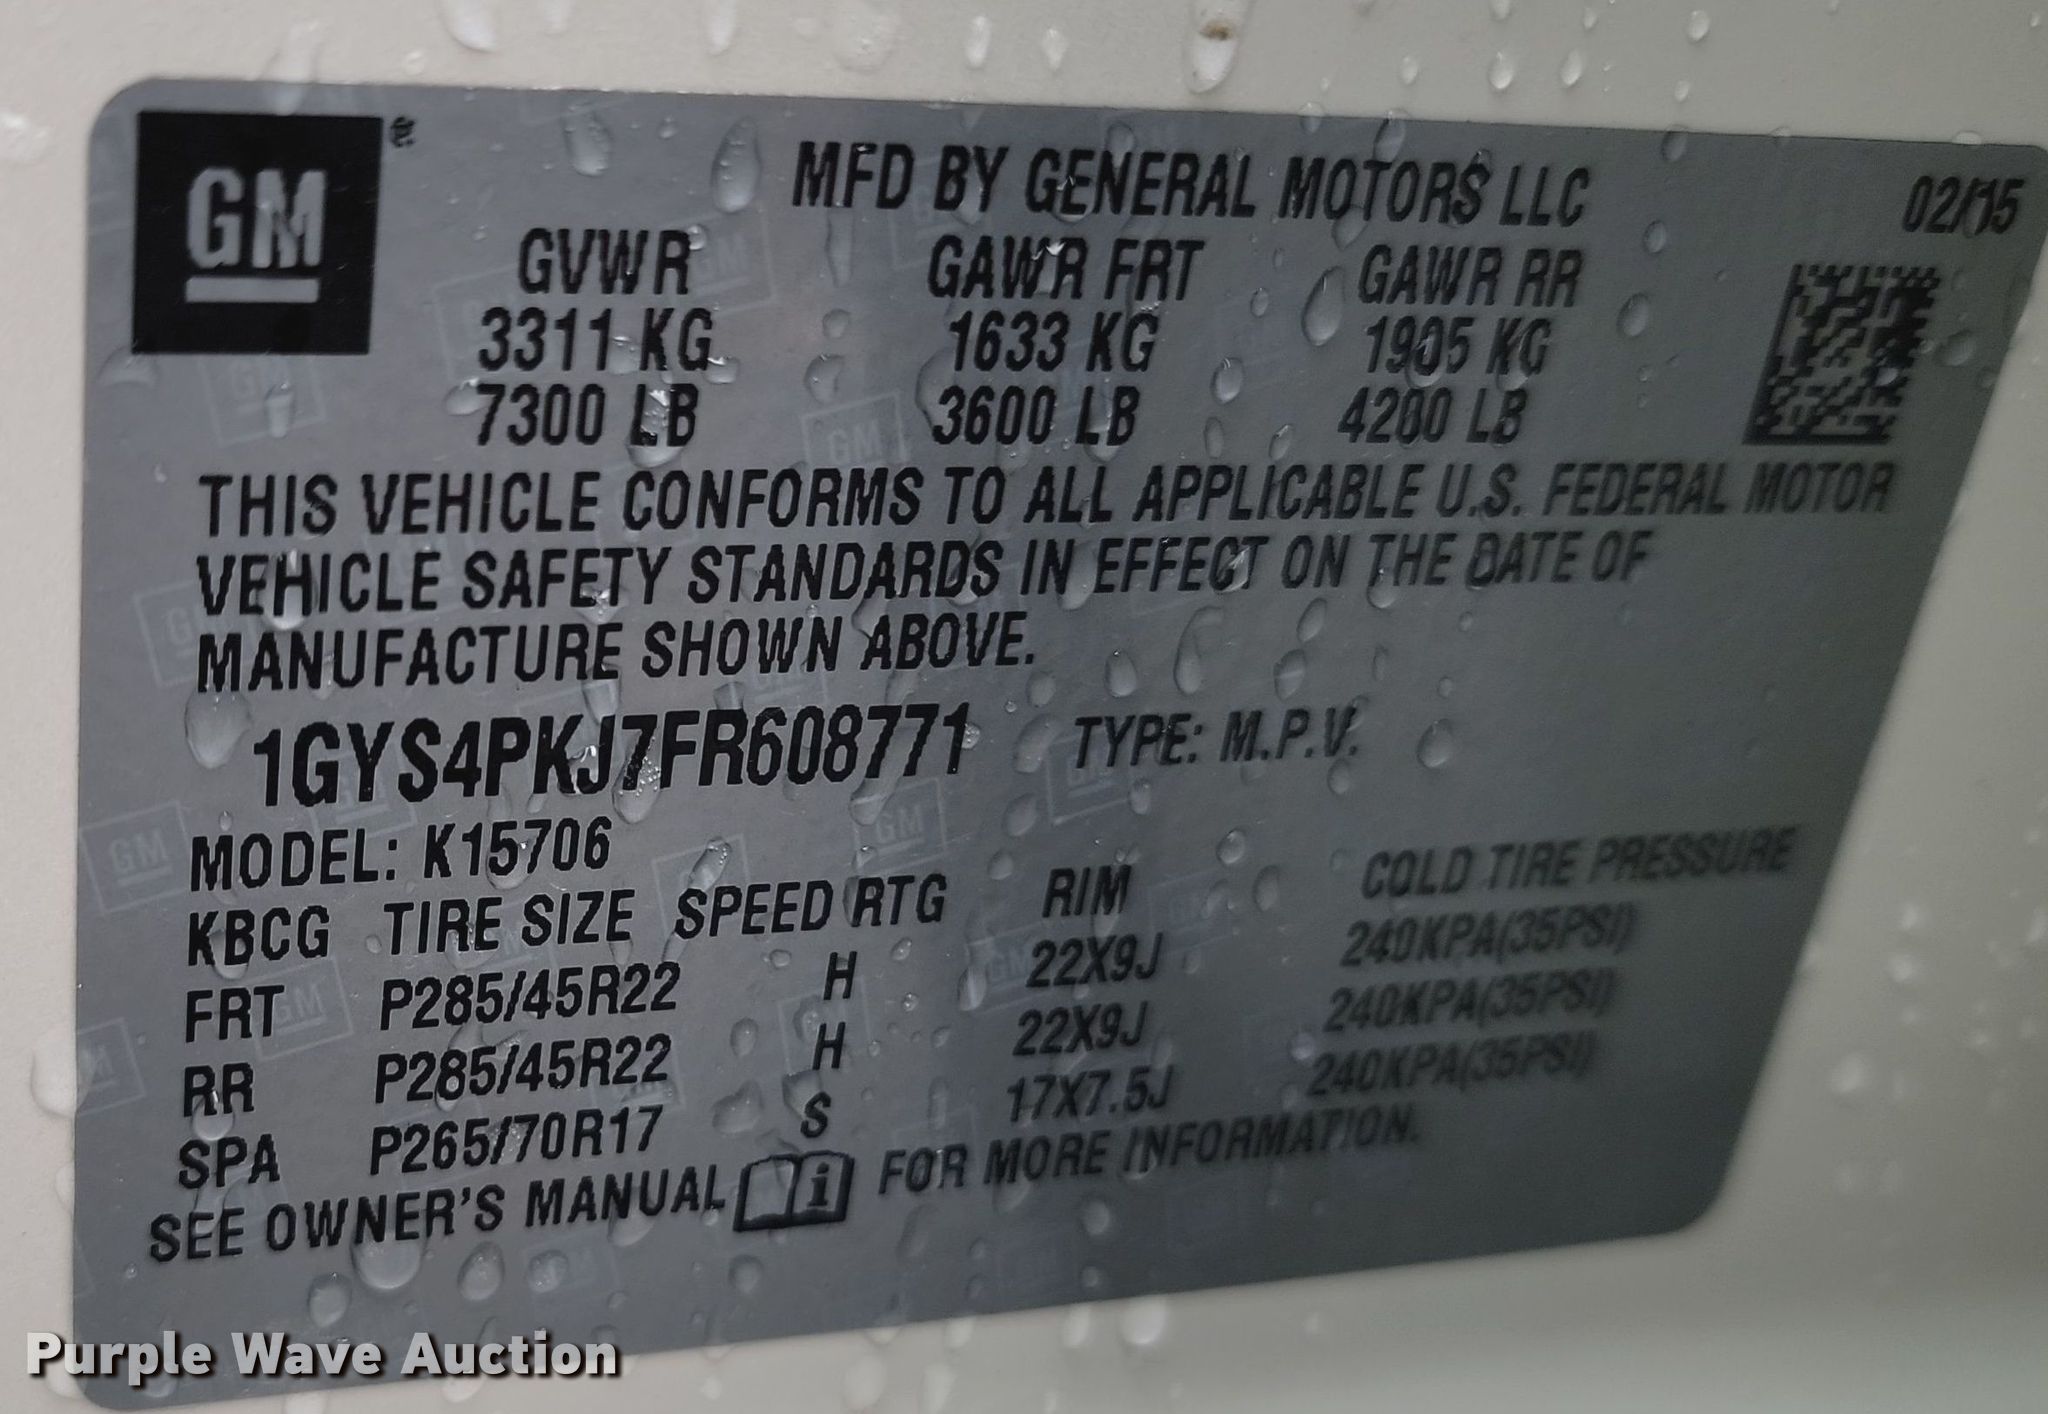 GM®
MFD BY GENERAL MOTORS LLC 02/15
GVWR GAWR FRT GAWR RR
3311 KG 1633 KG 1905 KG
7300 LB 3600 LB 4200 LB
THIS VEHICLE CONFORMS TO ALL APPLICABLE U.S. FEDERAL MOTOR
VEHICLE SAFETY STANDARDS IN EFFECT ON THE DATE OF
MANUFACTURE SHOWN ABOVE.
1GYS4PKJ7FR608771 TYPE: M.P.V.
MODEL: K15706
KBCG TIRE SIZE SPEED RTG RIM COLD TIRE PRESSURE
FRT P285/45R22 H 22X9J 240KPA(35PSI)
RR P285/45R22 H 22X9J 240KPA(35PSI)
SPA P265/70R17 S 17X7.5J 240KPA(35PSI)
SEE OWNER'S MANUAL i FOR MORE INFORMATION.
Purple Wave Auction